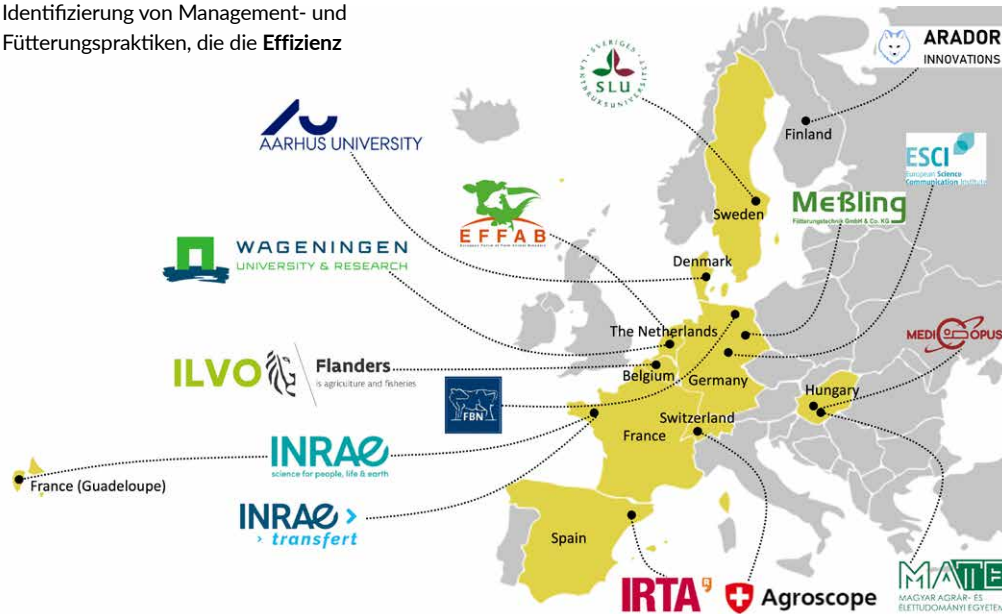 Identifizierung von Management- und
Fütterungspraktiken, die die Effizienz
ARADOR
INNOVATIONS
SVERIGES LANTBRUKSUNIVERSITET
SLU
Finland
AARHUS UNIVERSITY
ESCI
European Science
Communication Institute
EFFAB
Sweden
Meßling
Fütterungstechnik GmbH & Co. KG
WAGENINGEN
UNIVERSITY & RESEARCH
Denmark
The Netherlands
MEDICOPUS
ILVO
Flanders
is agriculture and fisheries
Belgium
Germany
Hungary
FBN
Switzerland
France
INRAE
science for people, life & earth
France (Guadeloupe)
INRAE
transfert
Spain
IRTA
Agroscope
MATE
MAGYAR AGRÁR- ÉS
ÉLETTUDOMÁNYI EGYETEM